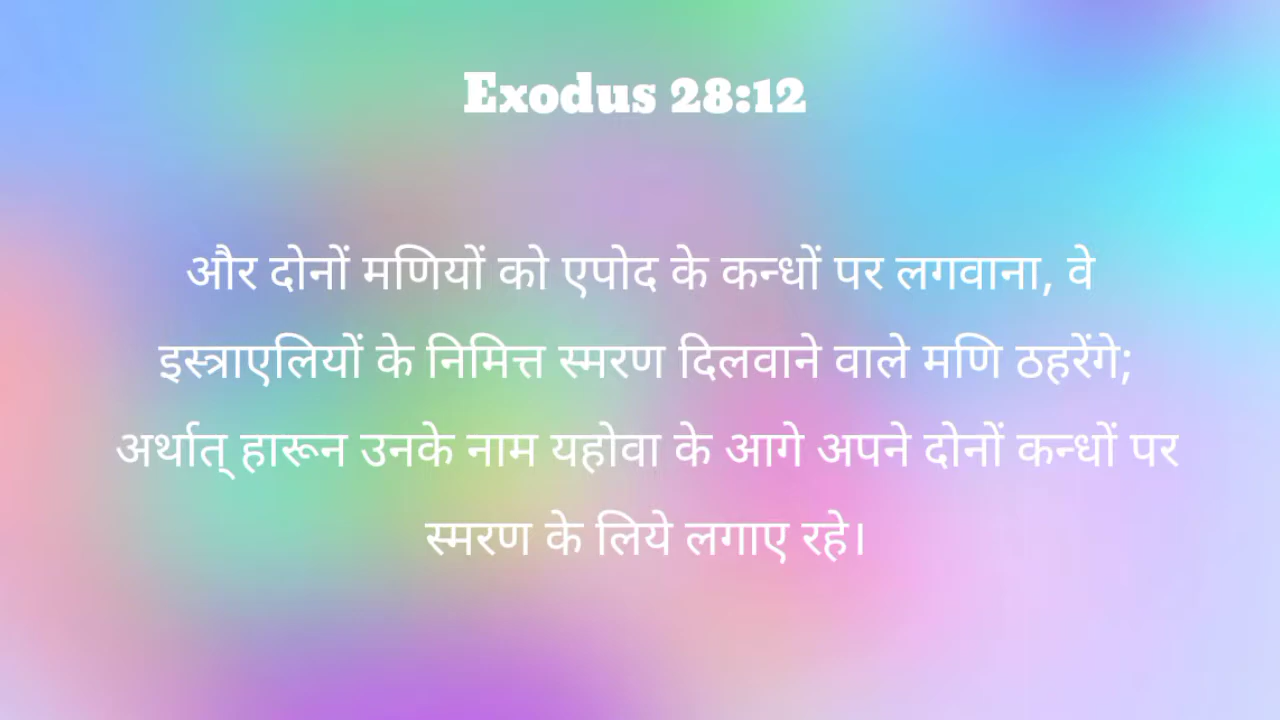 Exodus 28:12
और दोनों मणियों को एपोद के कन्धों पर लगवाना, वे
इस्त्राएलियों के निमित्त स्मरण दिलवाने वाले मणि ठहरेंगे;
अर्थात् हारून उनके नाम यहोवा के आगे अपने दोनों कन्धों पर
स्मरण के लिये लगाए रहे।